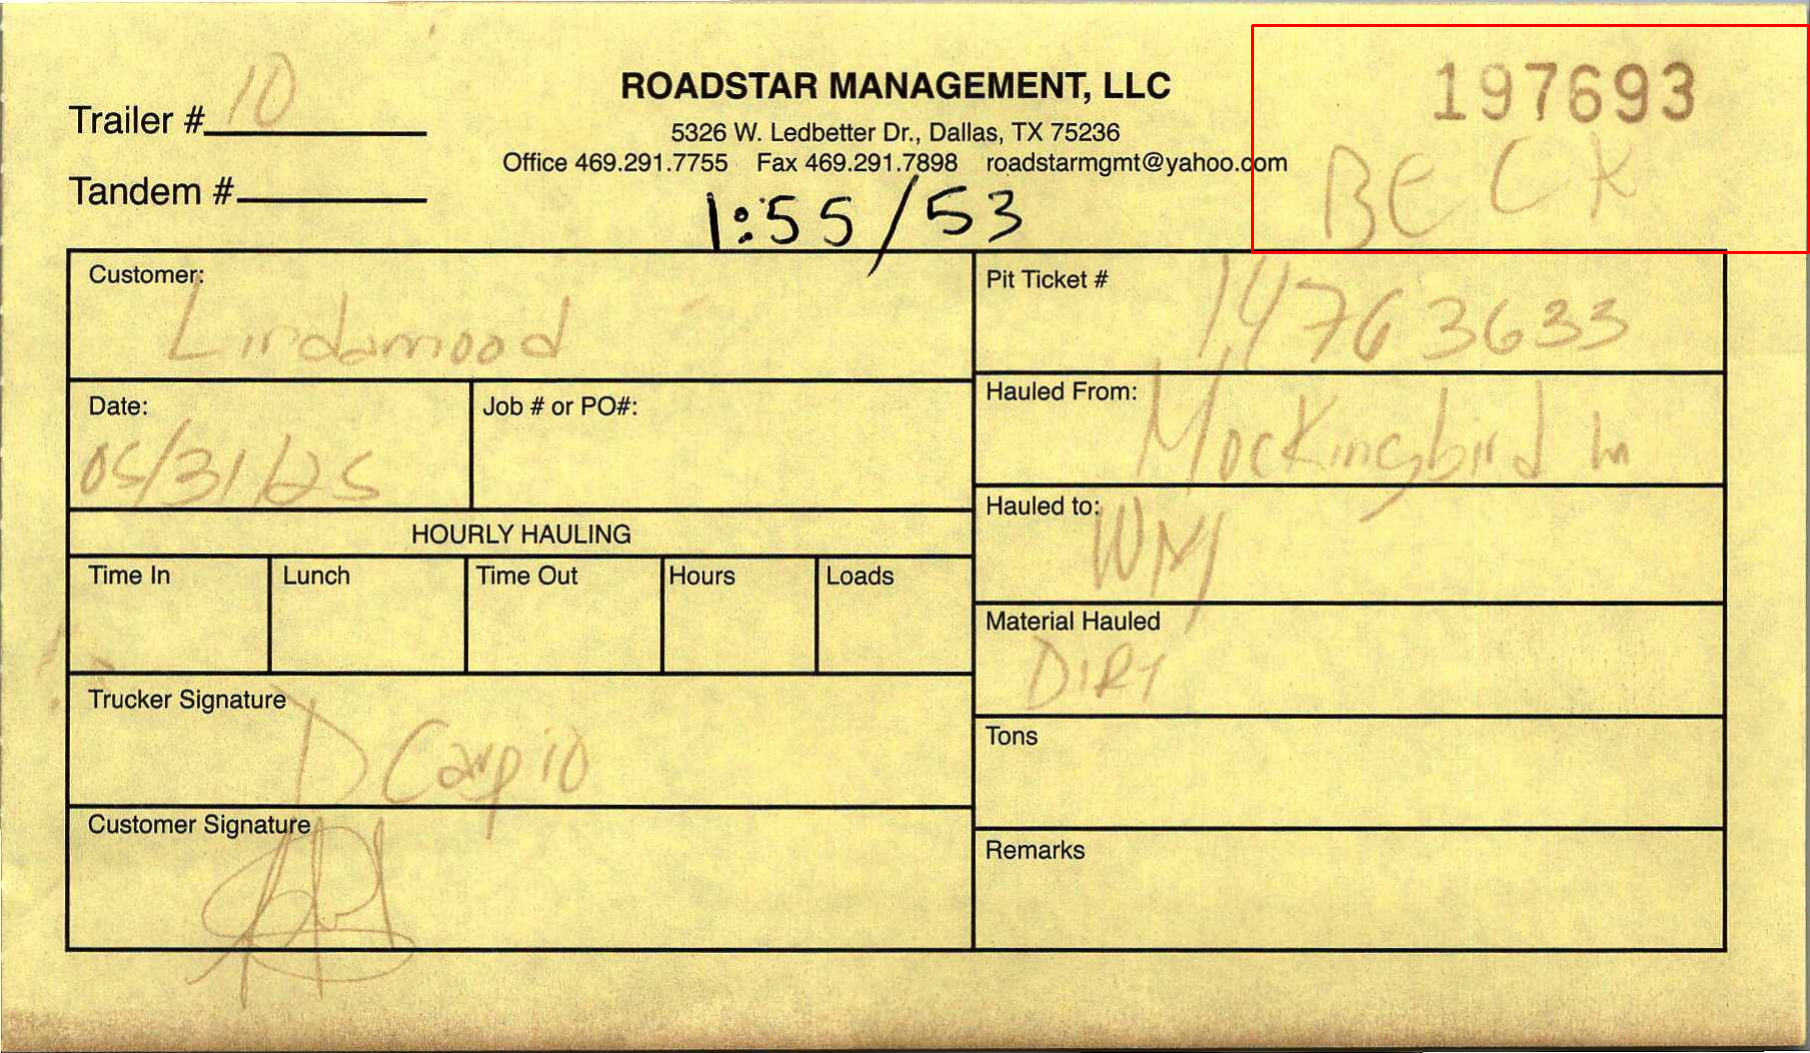 Trailer # 10
ROADSTAR MANAGEMENT, LLC
197693
5326 W. Ledbetter Dr., Dallas, TX 75236
Office 469.291.7755 Fax 469.291.7898 roadstarmgmt@yahoo.com
BECK
Tandem #
1:55/53
Customer:
Lindamood
Pit Ticket #
14763633
Date:
05/31/25
Job # or PO#:
Hauled From:
Mockingbird ln
HOURLY HAULING
Hauled to:
Time In
Lunch
Time Out
Hours
Loads
Material Hauled
DIRT
Trucker Signature
D Carpio
Tons
Customer Signature
Remarks